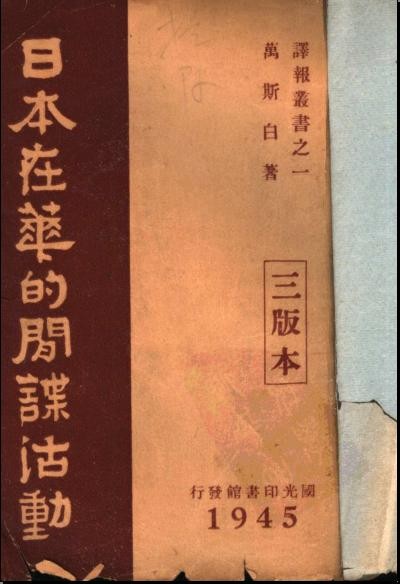 日本在華的間諜活動
譯報叢書之一
萬斯白著
三版本
國光印書館發行
1945